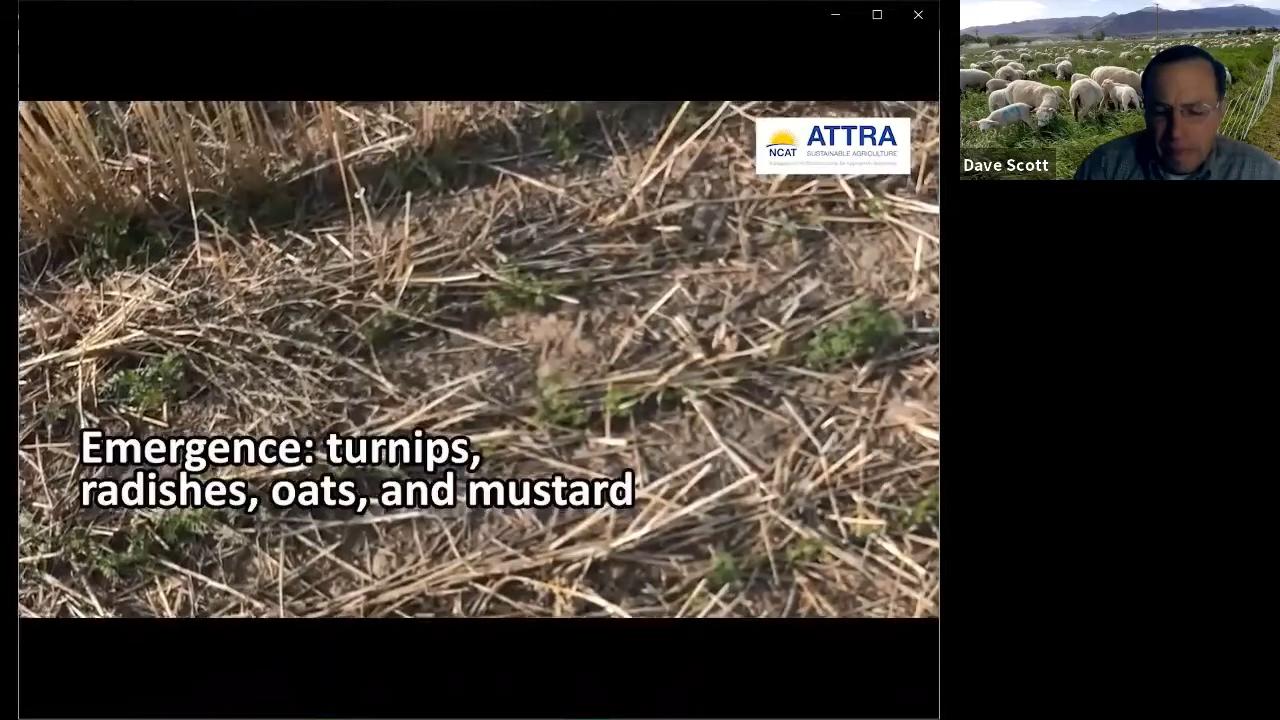 ATTRA
NCAT
SUSTAINABLE AGRICULTURE
Dave Scott
Emergence: turnips,
radishes, oats, and mustard